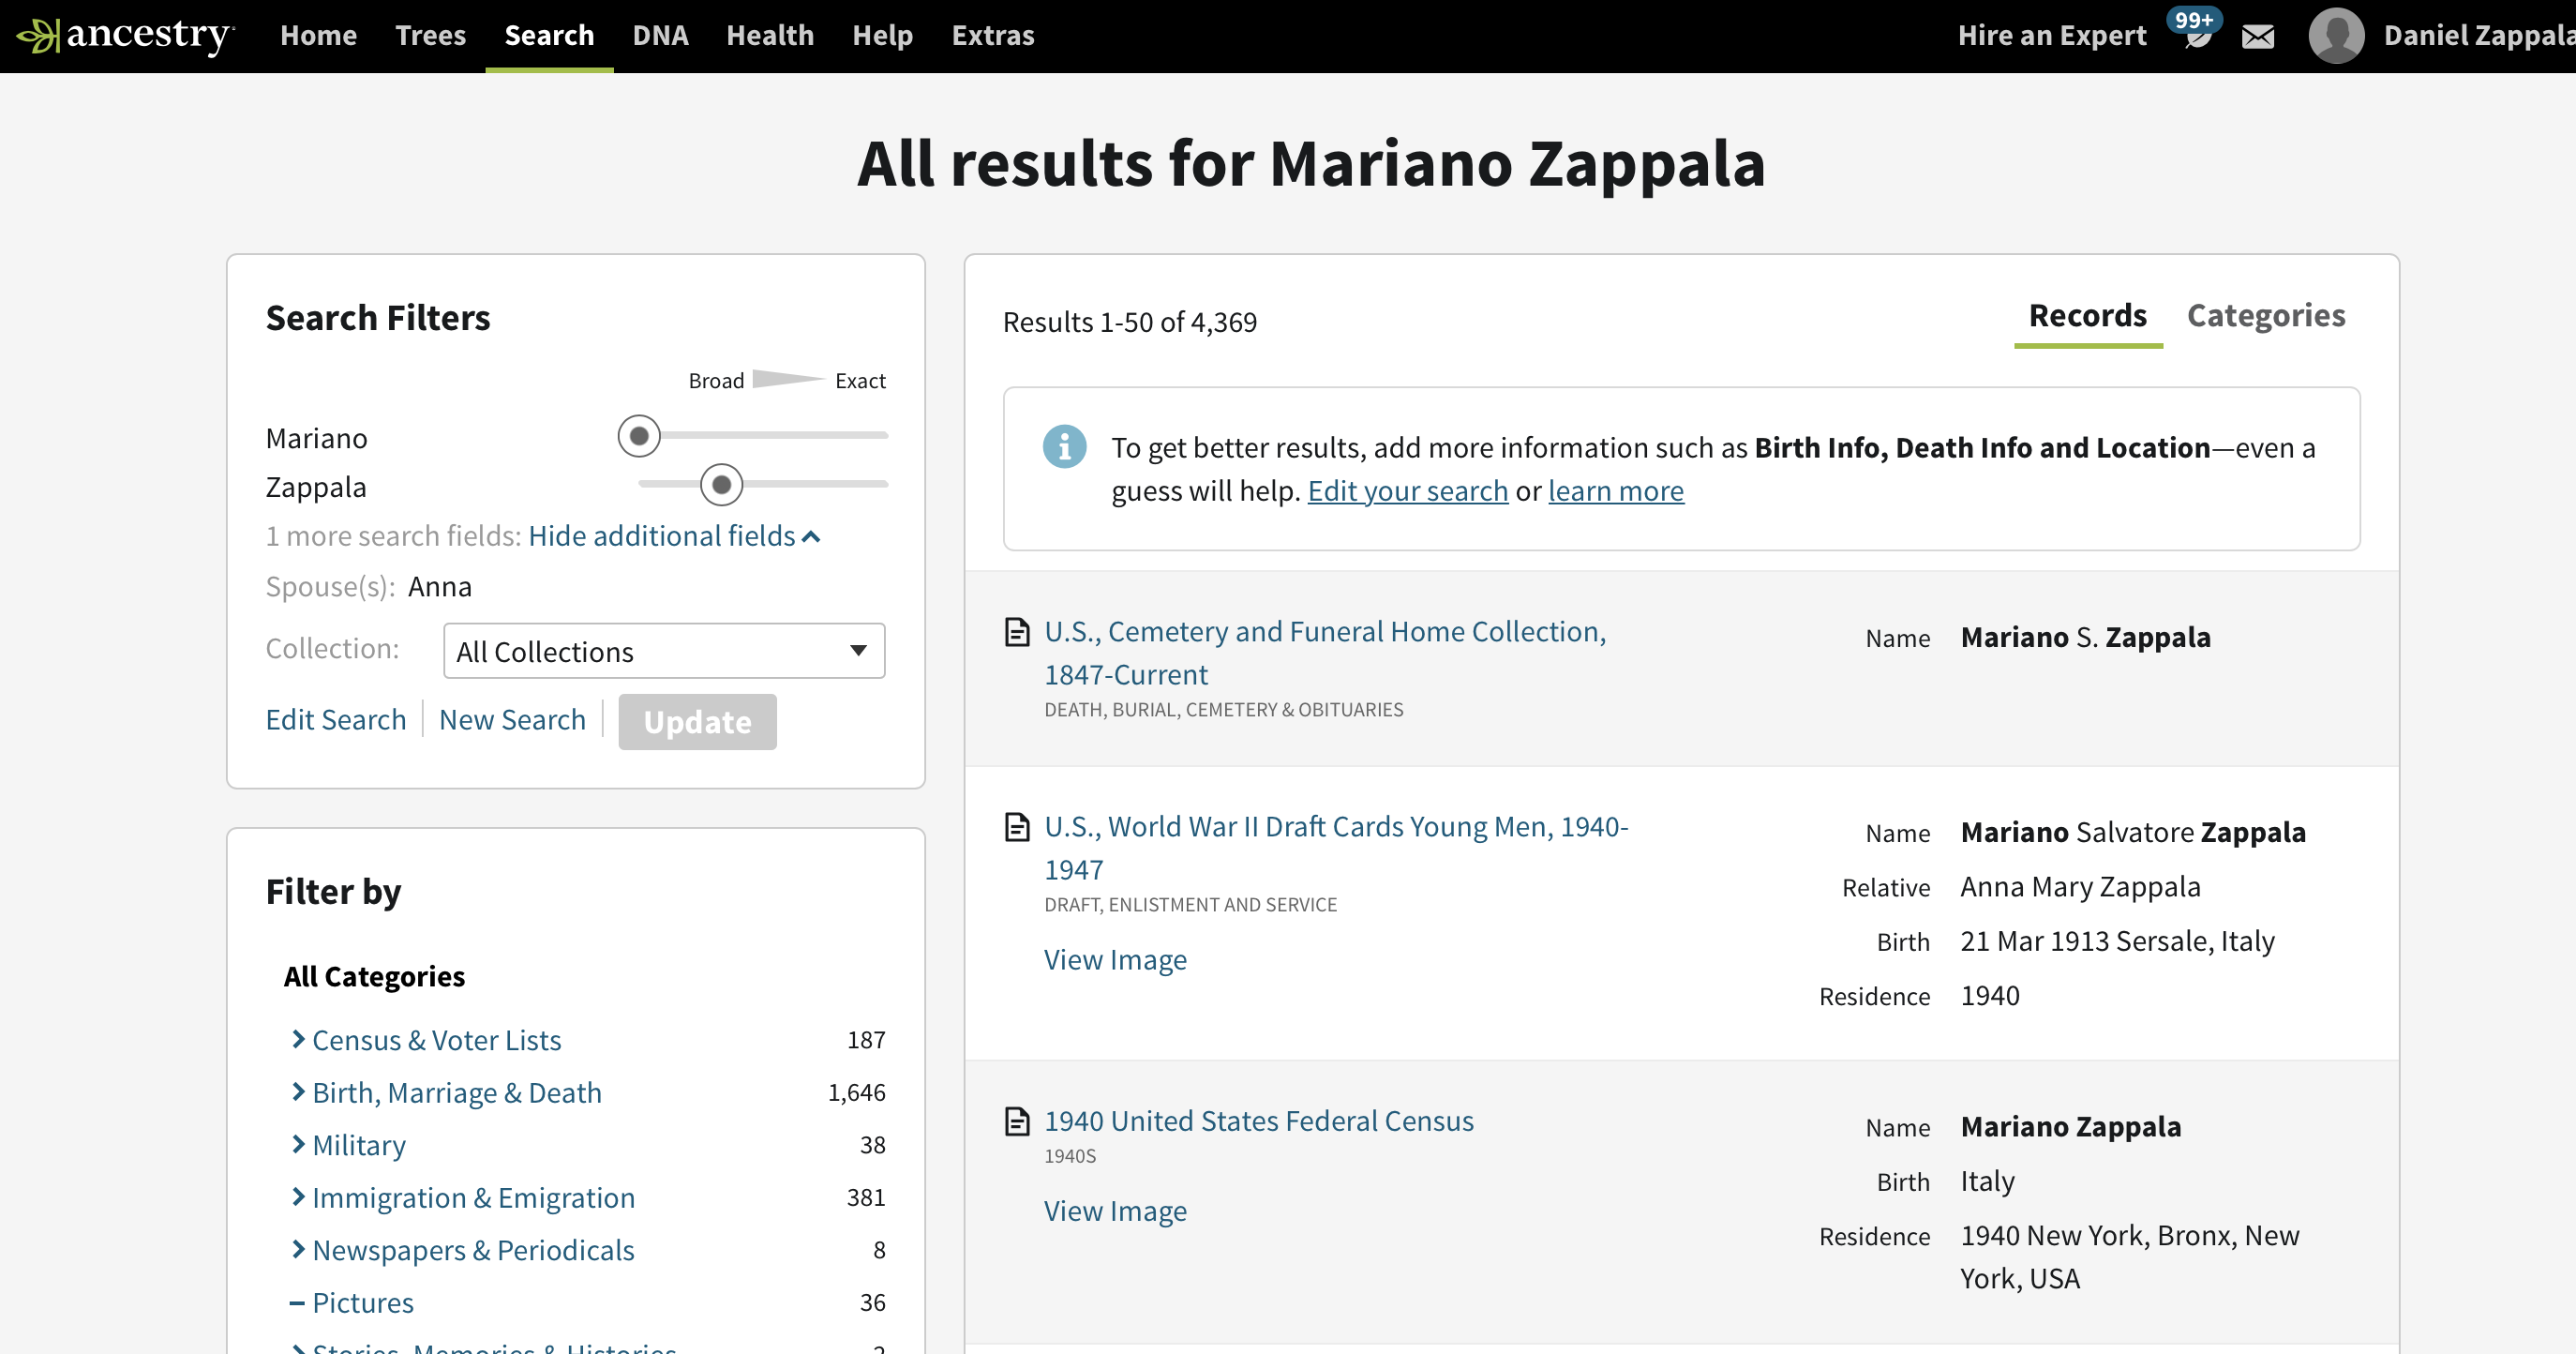 ancestry Home Trees Search DNA Health Help Extras Hire an Expert 99+ Daniel Zappala
All results for Mariano Zappala
Search Filters
Broad Exact
Mariano
Zappala
1 more search fields: Hide additional fields
Spouse(s): Anna
Collection: All Collections
Edit Search New Search Update
Filter by
All Categories
Census & Voter Lists 187
Birth, Marriage & Death 1,646
Military 38
Immigration & Emigration 381
Newspapers & Periodicals 8
Pictures 36
Stories, Memories & Histories 2
Results 1-50 of 4,369
Records Categories
To get better results, add more information such as Birth Info, Death Info and Location—even a
guess will help. Edit your search or learn more
U.S., Cemetery and Funeral Home Collection,
1847-Current
DEATH, BURIAL, CEMETERY & OBITUARIES
Name Mariano S. Zappala
U.S., World War II Draft Cards Young Men, 1940-
1947
DRAFT, ENLISTMENT AND SERVICE
View Image
Name Mariano Salvatore Zappala
Relative Anna Mary Zappala
Birth 21 Mar 1913 Sersale, Italy
Residence 1940
1940 United States Federal Census
1940S
View Image
Name Mariano Zappala
Birth Italy
Residence 1940 New York, Bronx, New
York, USA